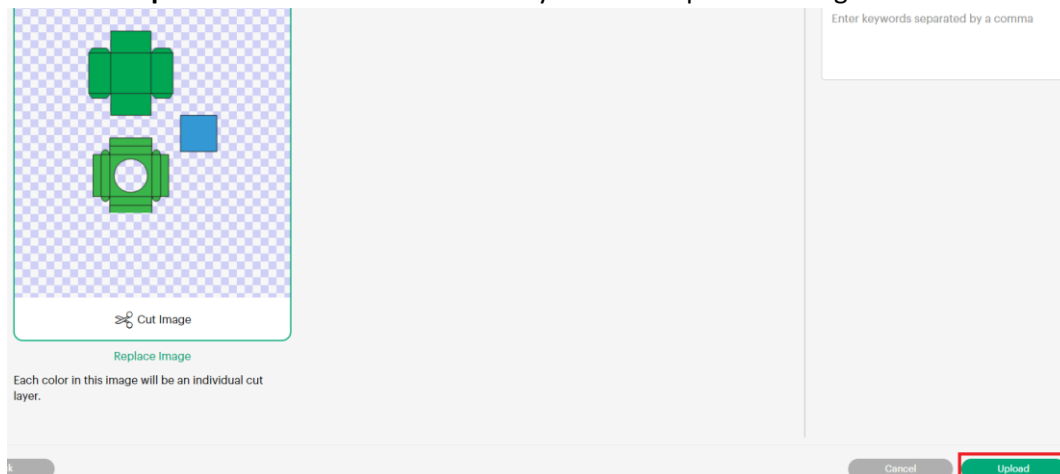 Enter keywords separated by a comma
Cut Image
Replace Image
Each color in this image will be an individual cut
layer.
Cancel
Upload